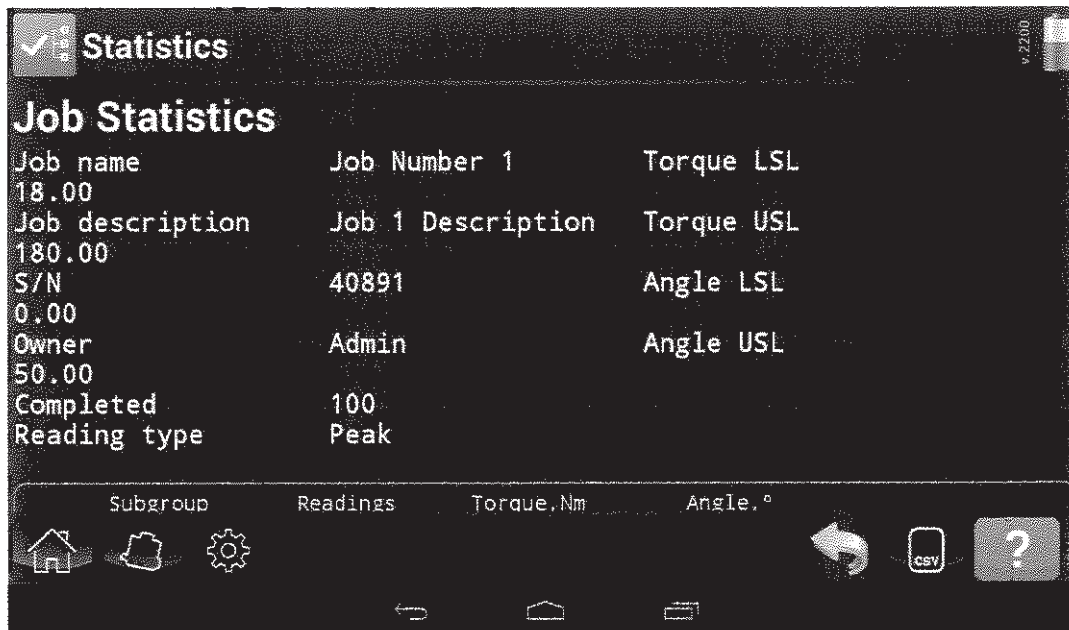 Statistics
v.2200
Job Statistics
Job name Job Number 1 Torque LSL
18.00
Job description Job 1 Description Torque USL
180.00
S/N 40891 Angle LSL
0.00
Owner Admin Angle USL
50.00
Completed 100
Reading type Peak
Subgroup Readings Torque,Nm Angle,°
CSV
?